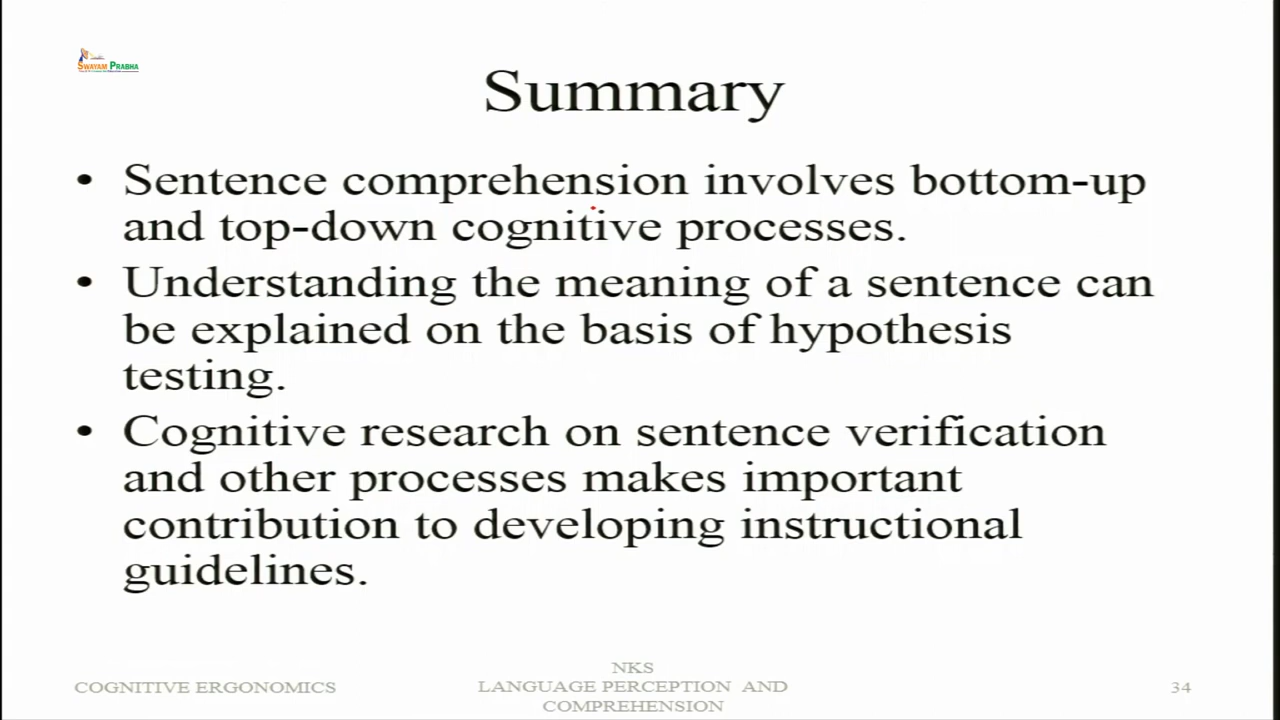 SWAYAM PRABHA
Summary
• Sentence comprehension involves bottom-up
and top-down cognitive processes.
• Understanding the meaning of a sentence can
be explained on the basis of hypothesis
testing.
• Cognitive research on sentence verification
and other processes makes important
contribution to developing instructional
guidelines.
COGNITIVE ERGONOMICS
NKS
LANGUAGE PERCEPTION AND
COMPREHENSION
34